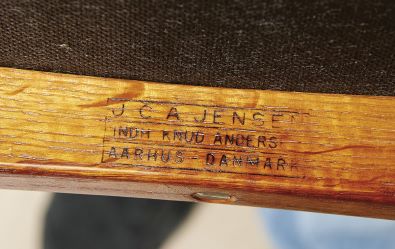 J C A JENSEN
INDH KNUD ANDERS
AARHUS - DANMARK